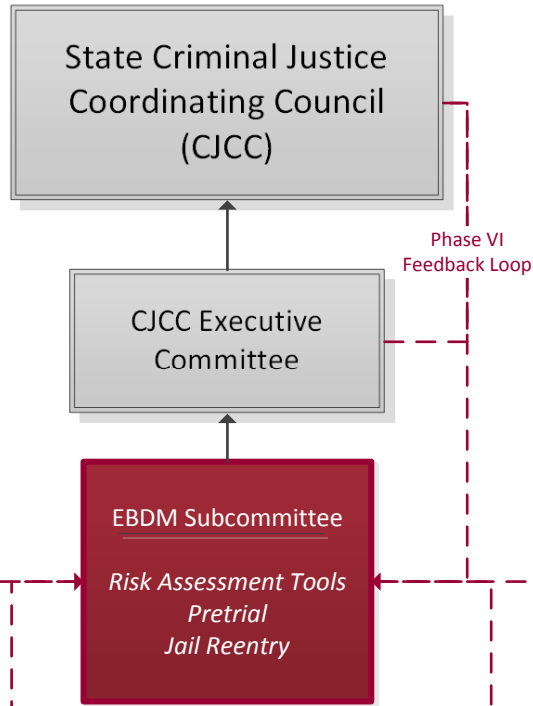 State Criminal Justice
Coordinating Council
(CJCC)
Phase VI
Feedback Loop
CJCC Executive
Committee
EBDM Subcommittee
Risk Assessment Tools
Pretrial
Jail Reentry